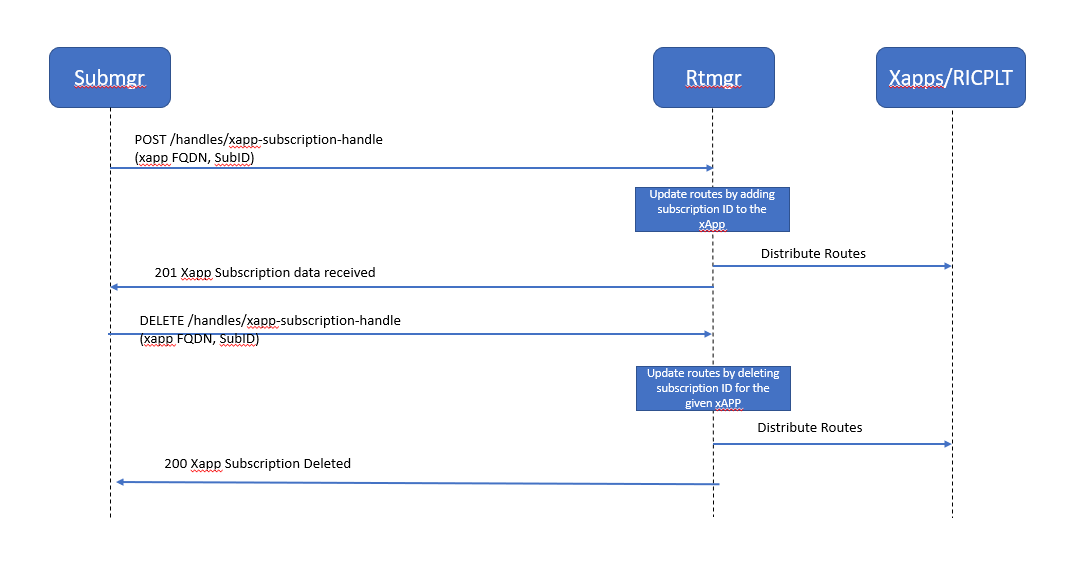 Submgr
Rtmgr
Xapps/RICPLT
POST /handles/xapp-subscription-handle
(xapp FQDN, SubID)
Update routes by adding
subscription ID to the
xApp
Distribute Routes
201 Xapp Subscription data received
DELETE /handles/xapp-subscription-handle
(xapp FQDN, SubID)
Update routes by deleting
subscription ID for the
given xAPP
Distribute Routes
200 Xapp Subscription Deleted